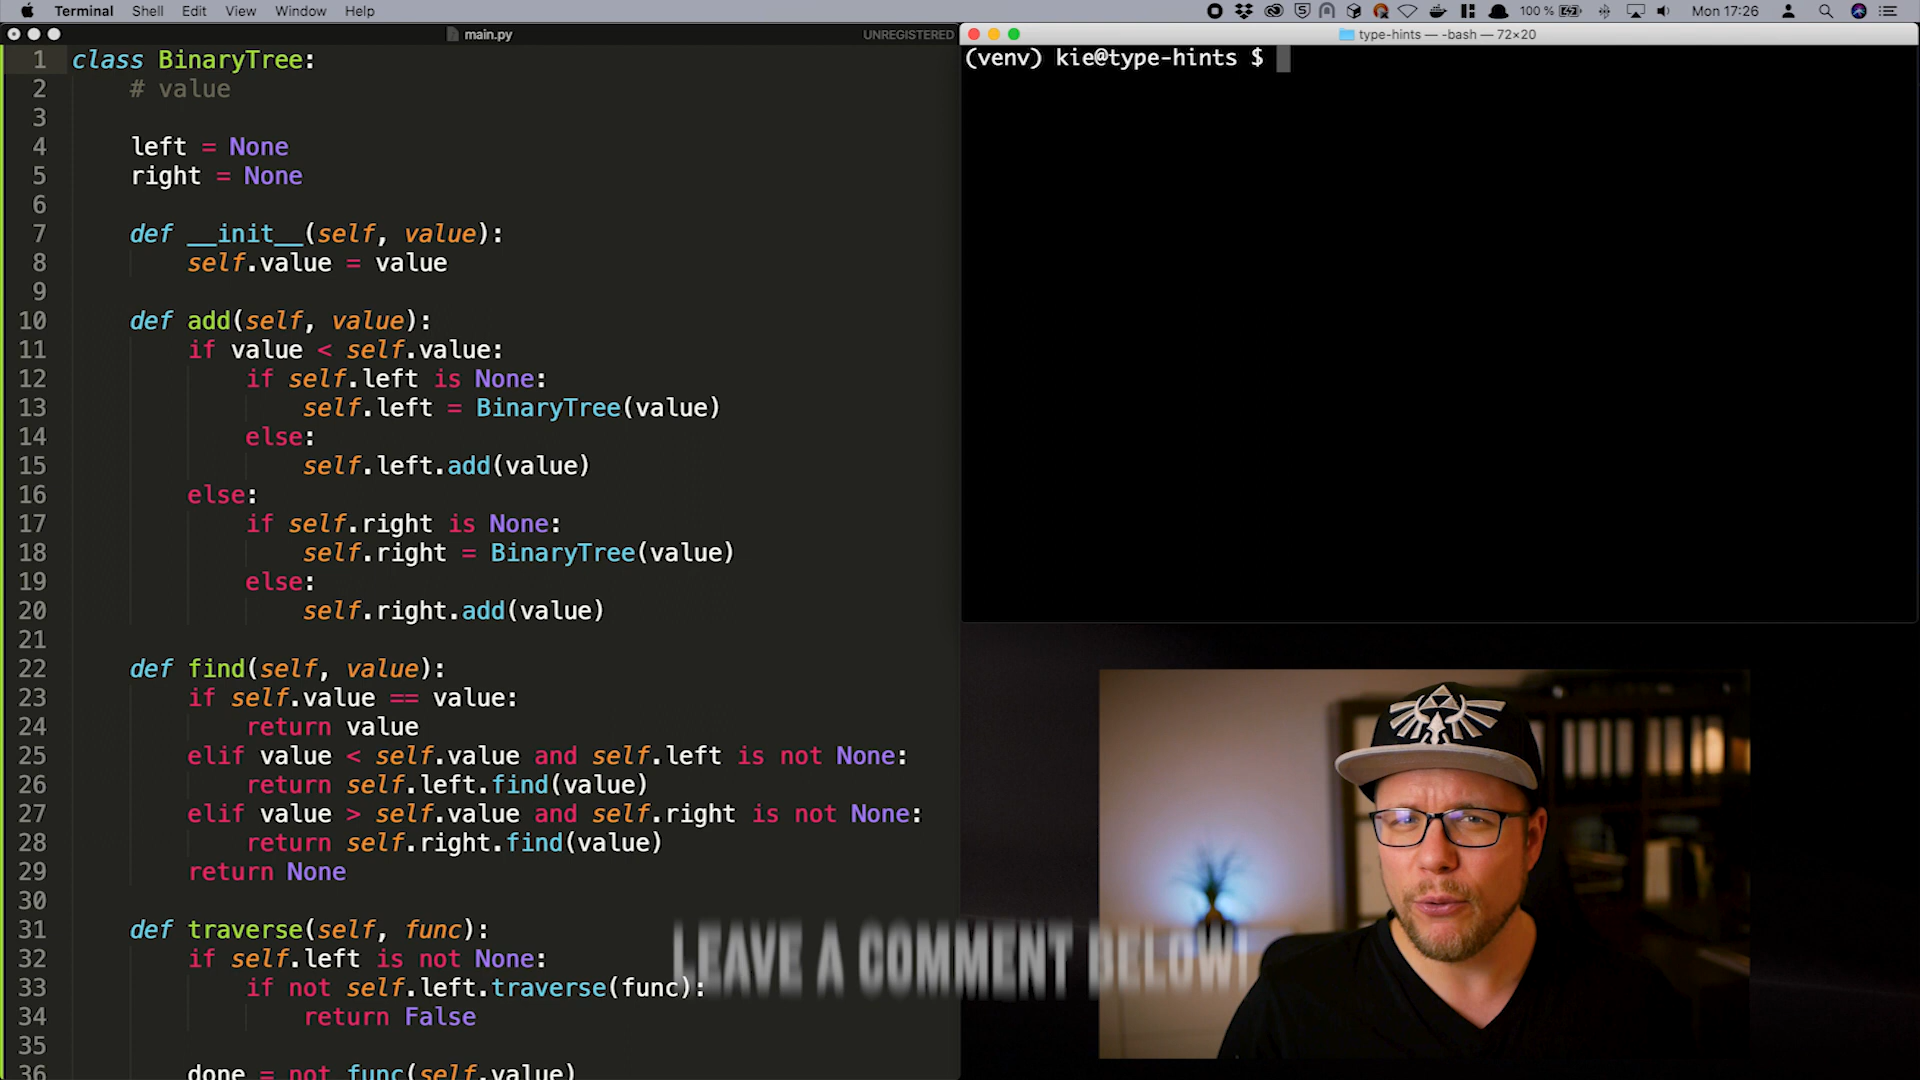 Terminal Shell Edit View Window Help 100 % Mon 17:26
main.py UNREGISTERED
type-hints — -bash — 72×20
(venv) kie@type-hints $
1 class BinaryTree:
2 # value
3
4 left = None
5 right = None
6
7 def __init__(self, value):
8 self.value = value
9
10 def add(self, value):
11 if value < self.value:
12 if self.left is None:
13 self.left = BinaryTree(value)
14 else:
15 self.left.add(value)
16 else:
17 if self.right is None:
18 self.right = BinaryTree(value)
19 else:
20 self.right.add(value)
21
22 def find(self, value):
23 if self.value == value:
24 return value
25 elif value < self.value and self.left is not None:
26 return self.left.find(value)
27 elif value > self.value and self.right is not None:
28 return self.right.find(value)
29 return None
30
31 def traverse(self, func):
32 if self.left is not None:
33 if not self.left.traverse(func):
34 return False
35
36 done = not func(self.value)
LEAVE A COMMENT BELOW!